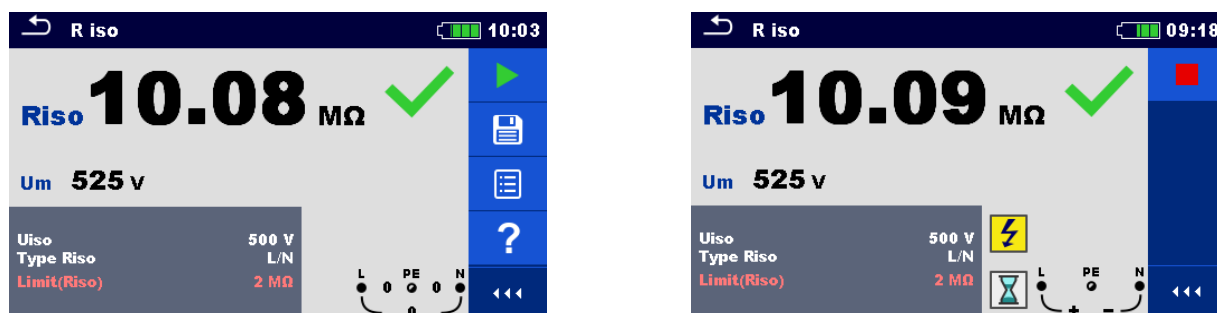 R iso 10:03
Riso 10.08 MΩ
Um 525 V
Uiso 500 V
Type Riso L/N
Limit(Riso) 2 MΩ
?
L PE N
0 0
0
R iso 09:18
Riso 10.09 MΩ
Um 525 V
Uiso 500 V
Type Riso L/N
Limit(Riso) 2 MΩ
L PE N
+ -